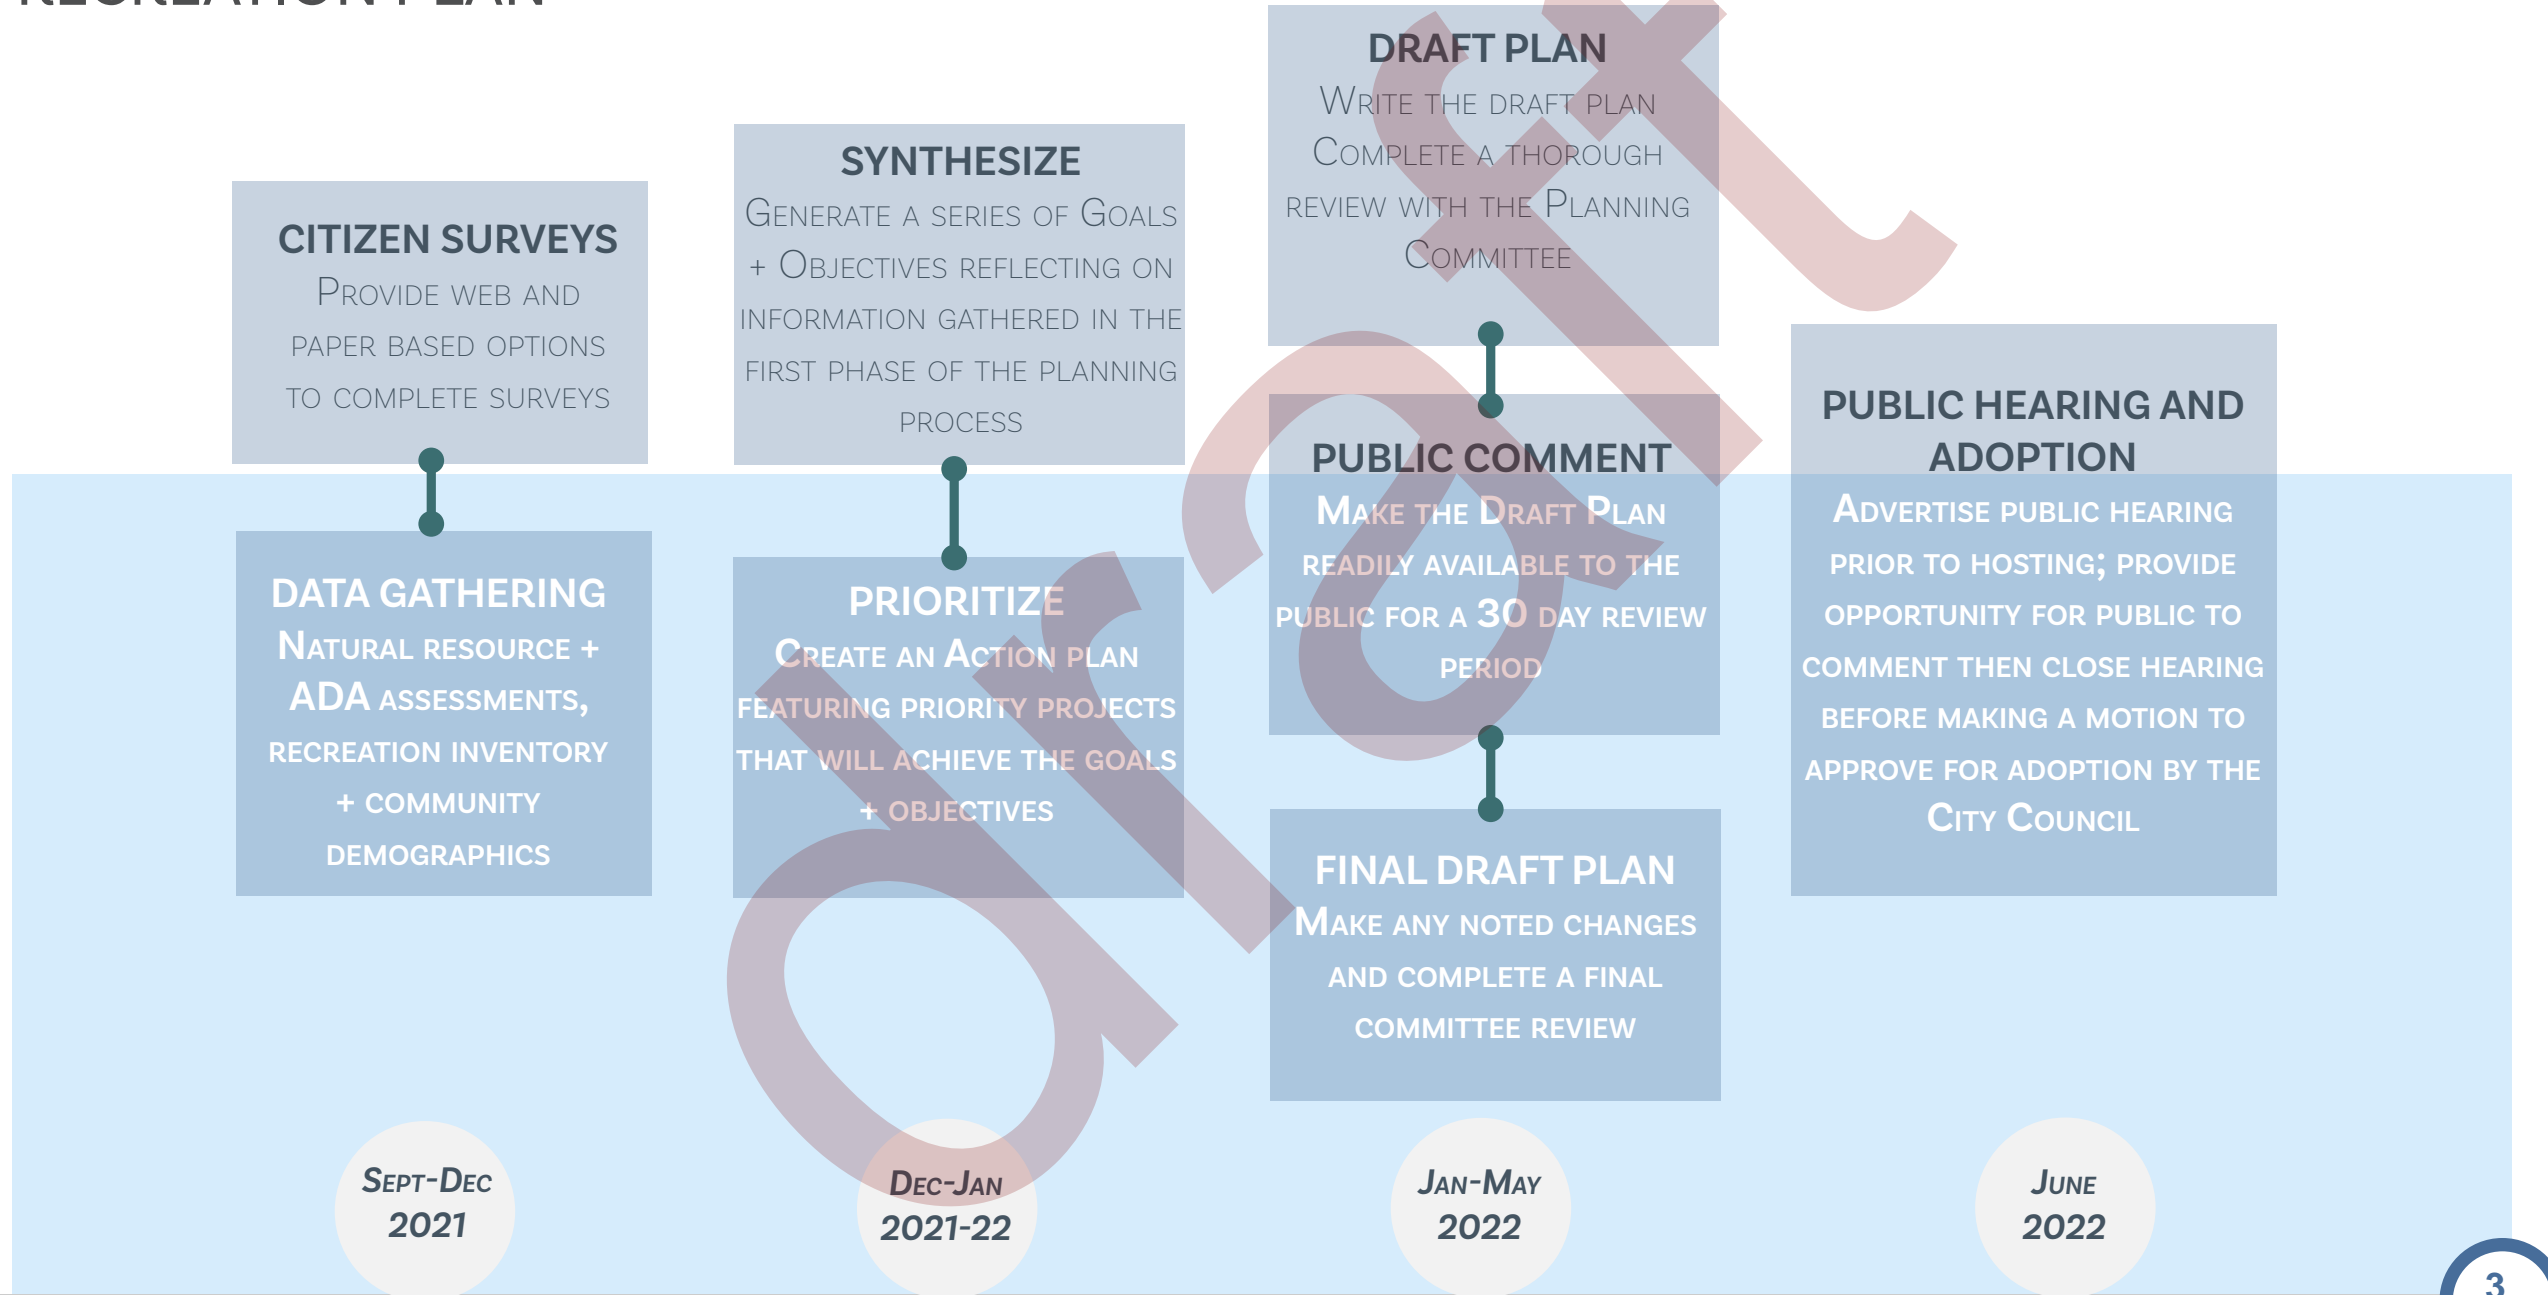 RECREATION PLAN
CITIZEN SURVEYS
Provide web and
paper based options
to complete surveys
DATA GATHERING
Natural resource +
ADA assessments,
recreation inventory
+ community
demographics
Sept-Dec
2021
SYNTHESIZE
Generate a series of Goals
+ Objectives reflecting on
information gathered in the
first phase of the planning
process
PRIORITIZE
Create an Action plan
featuring priority projects
that will achieve the goals
+ objectives
Dec-Jan
2021-22
DRAFT PLAN
Write the draft plan
Complete a thorough
review with the Planning
Committee
PUBLIC COMMENT
Make the Draft Plan
readily available to the
public for a 30 day review
period
FINAL DRAFT PLAN
Make any noted changes
and complete a final
committee review
Jan-May
2022
PUBLIC HEARING AND
ADOPTION
Advertise public hearing
prior to hosting; provide
opportunity for public to
comment then close hearing
before making a motion to
approve for adoption by the
City Council
June
2022
draft
3